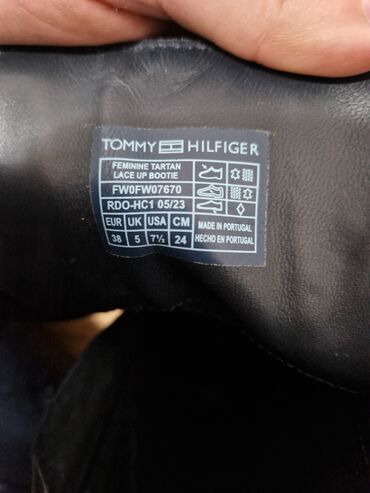 TOMMY HILFIGER
FEMININE TARTAN
LACE UP BOOTIE
FW0FW07670
RDO-HC1 05/23
EUR UK USA CM
38 5 7½ 24
MADE IN PORTUGAL
HECHO EN PORTUGAL